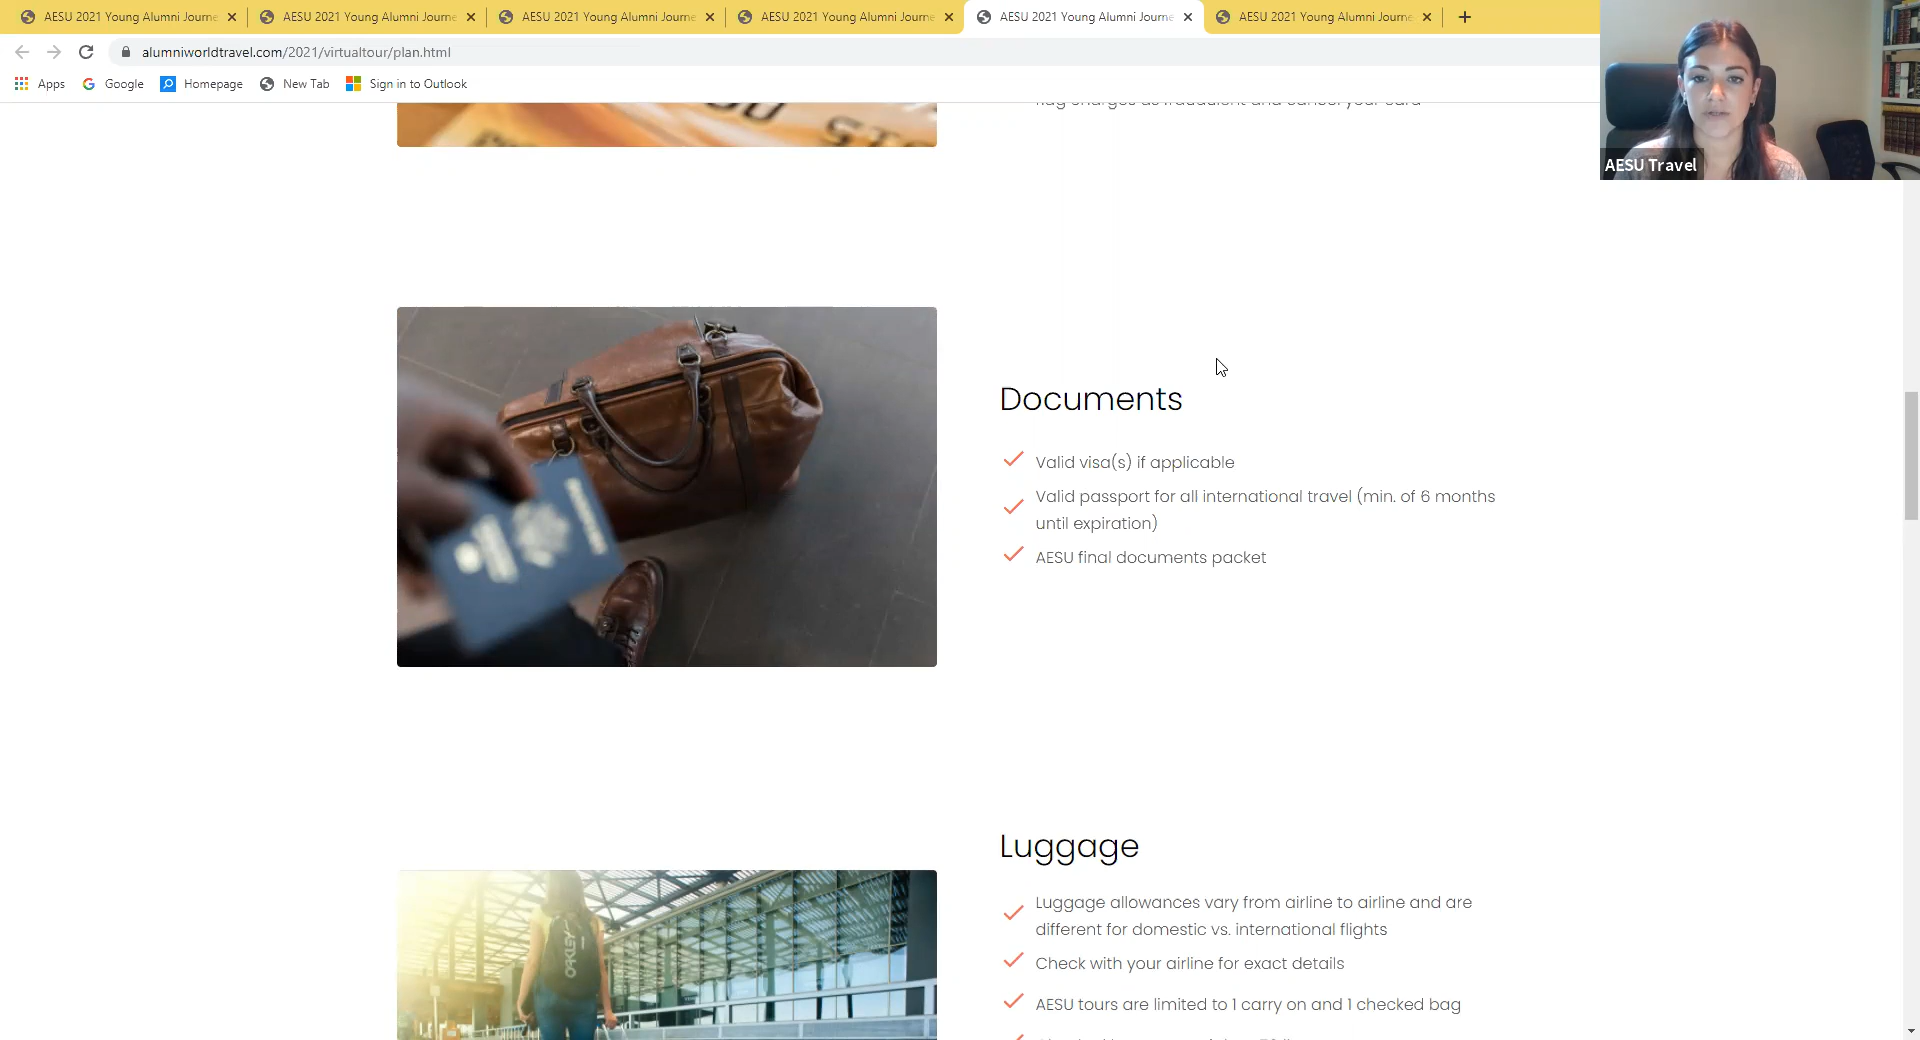 AESU 2021 Young Alumni Journe AESU 2021 Young Alumni Journe AESU 2021 Young Alumni Journe AESU 2021 Young Alumni Journe AESU 2021 Young Alumni Journe AESU 2021 Young Alumni Journe
alumniworldtravel.com/2021/virtualtour/plan.html
Apps Google Homepage New Tab Sign in to Outlook
AESU Travel
Documents
Valid visa(s) if applicable
Valid passport for all international travel (min. of 6 months
until expiration)
AESU final documents packet
Luggage
Luggage allowances vary from airline to airline and are
different for domestic vs. international flights
OAKLEY
Check with your airline for exact details
AESU tours are limited to 1 carry on and 1 checked bag